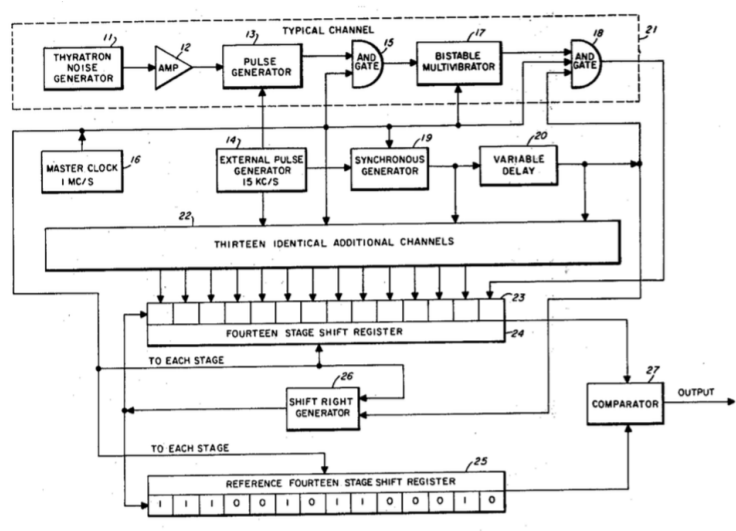 TYPICAL CHANNEL
21
11
THYRATRON
NOISE
GENERATOR
12
AMP
13
PULSE
GENERATOR
15
AND
GATE
17
BISTABLE
MULTIVIBRATOR
18
AND
GATE
16
MASTER CLOCK
1 MC/S
14
EXTERNAL PULSE
GENERATOR
15 KC/S
19
SYNCHRONOUS
GENERATOR
20
VARIABLE
DELAY
22
THIRTEEN IDENTICAL ADDITIONAL CHANNELS
23
FOURTEEN STAGE SHIFT REGISTER
24
TO EACH STAGE
26
SHIFT RIGHT
GENERATOR
27
COMPARATOR
OUTPUT
TO EACH STAGE
25
REFERENCE FOURTEEN STAGE SHIFT REGISTER
1 1 1 0 0 1 0 1 1 0 0 0 1 0